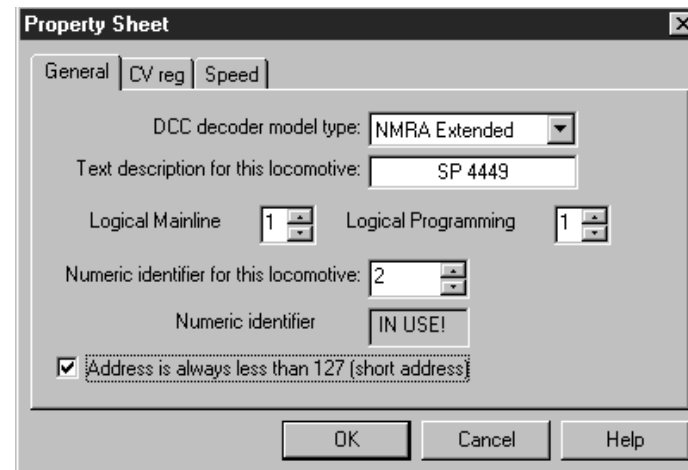 Property Sheet
General CV reg Speed
DCC decoder model type: NMRA Extended
Text description for this locomotive: SP 4449
Logical Mainline 1 Logical Programming 1
Numeric identifier for this locomotive: 2
Numeric identifier IN USE!
Address is always less than 127 (short address)
OK Cancel Help